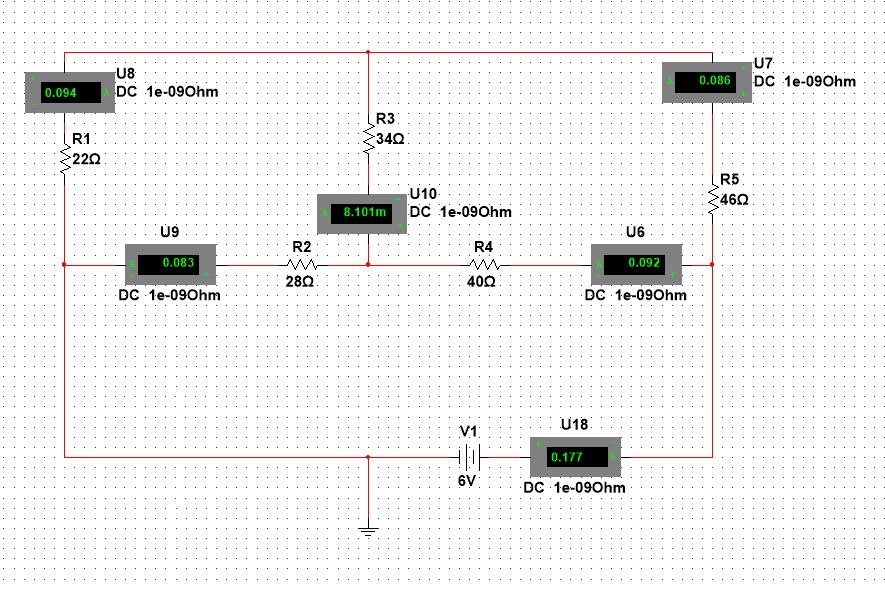 U8
0.094 A
DC 1e-09Ohm
U7
0.086
DC 1e-09Ohm
R1
22Ω
R3
34Ω
R5
46Ω
U10
8.101m
DC 1e-09Ohm
U9
0.083
DC 1e-09Ohm
R2
28Ω
R4
40Ω
U6
0.092
DC 1e-09Ohm
V1
6V
U18
0.177 A
DC 1e-09Ohm